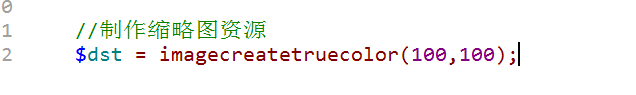 0
1 //制作缩略图资源
2 $dst = imagecreatetruecolor(100,100);